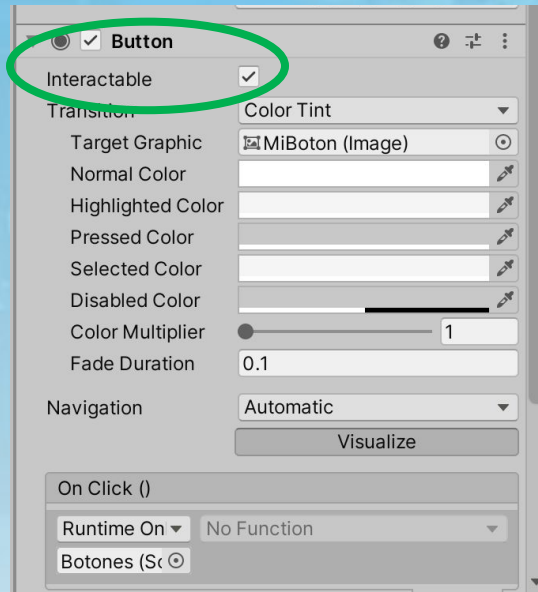 Button
Interactable
Transition Color Tint
Target Graphic MiBoton (Image)
Normal Color
Highlighted Color
Pressed Color
Selected Color
Disabled Color
Color Multiplier 1
Fade Duration 0.1
Navigation Automatic
Visualize
On Click ()
Runtime On No Function
Botones (Sc